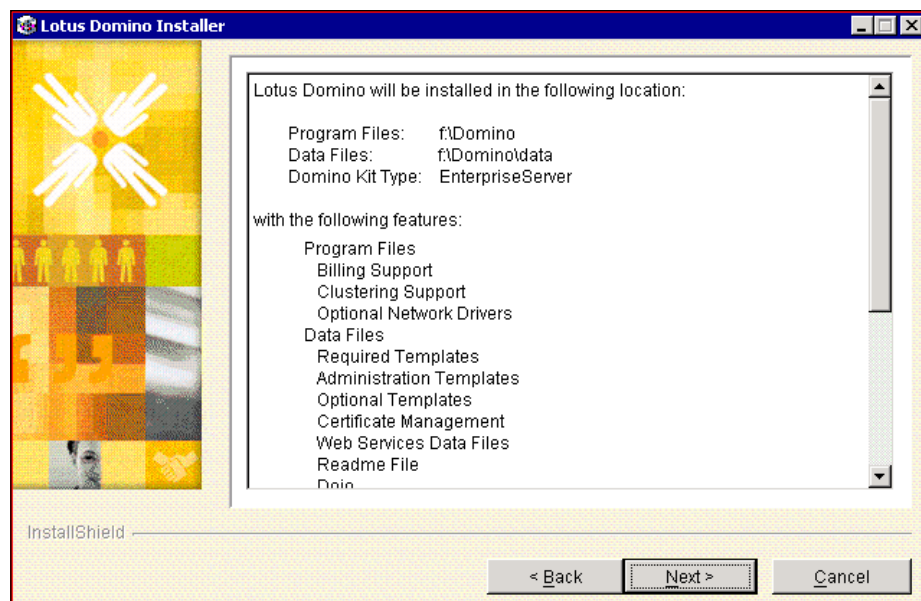 Lotus Domino Installer
Lotus Domino will be installed in the following location:
Program Files: f:\Domino
Data Files: f:\Domino\data
Domino Kit Type: EnterpriseServer
with the following features:
Program Files
Billing Support
Clustering Support
Optional Network Drivers
Data Files
Required Templates
Administration Templates
Optional Templates
Certificate Management
Web Services Data Files
Readme File
Dojo
InstallShield
< Back
Next >
Cancel